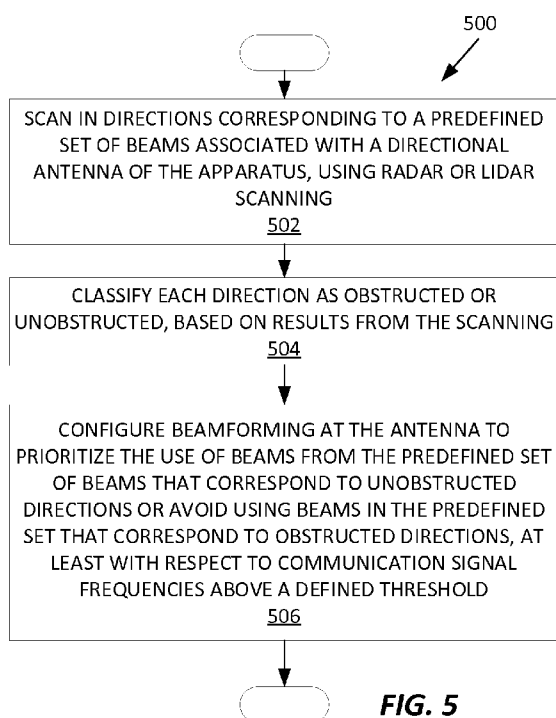 500
SCAN IN DIRECTIONS CORRESPONDING TO A PREDEFINED
SET OF BEAMS ASSOCIATED WITH A DIRECTIONAL
ANTENNA OF THE APPARATUS, USING RADAR OR LIDAR
SCANNING
502
CLASSIFY EACH DIRECTION AS OBSTRUCTED OR
UNOBSTRUCTED, BASED ON RESULTS FROM THE SCANNING
504
CONFIGURE BEAMFORMING AT THE ANTENNA TO
PRIORITIZE THE USE OF BEAMS FROM THE PREDEFINED SET
OF BEAMS THAT CORRESPOND TO UNOBSTRUCTED
DIRECTIONS OR AVOID USING BEAMS IN THE PREDEFINED
SET THAT CORRESPOND TO OBSTRUCTED DIRECTIONS, AT
LEAST WITH RESPECT TO COMMUNICATION SIGNAL
FREQUENCIES ABOVE A DEFINED THRESHOLD
506
FIG. 5